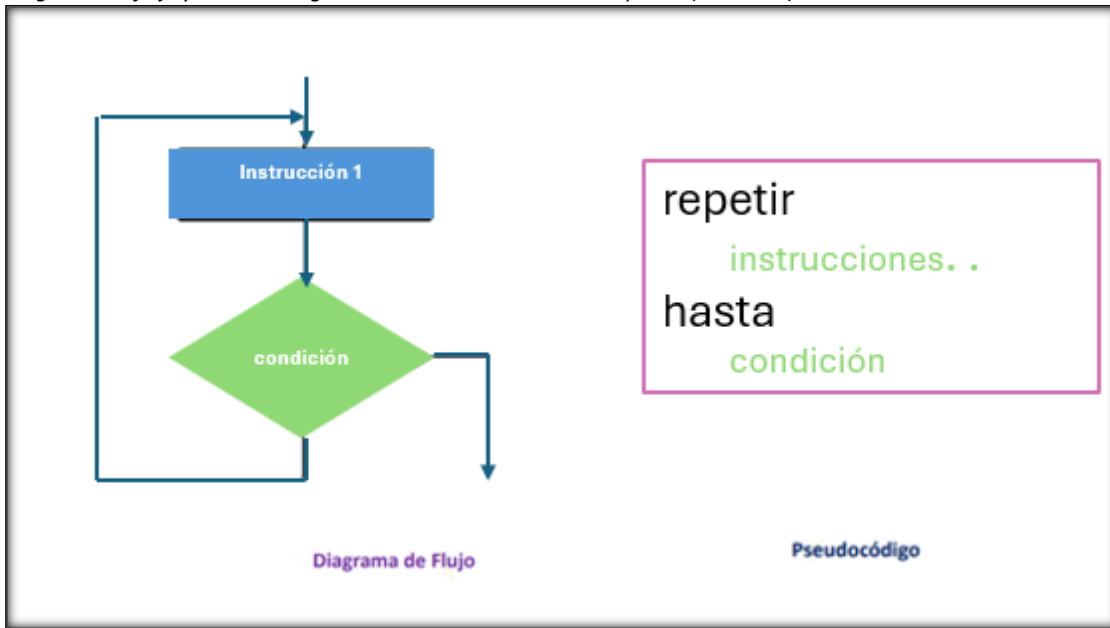 Instrucción 1
condición
repetir
instrucciones. .
hasta
condición
Diagrama de Flujo
Pseudocódigo